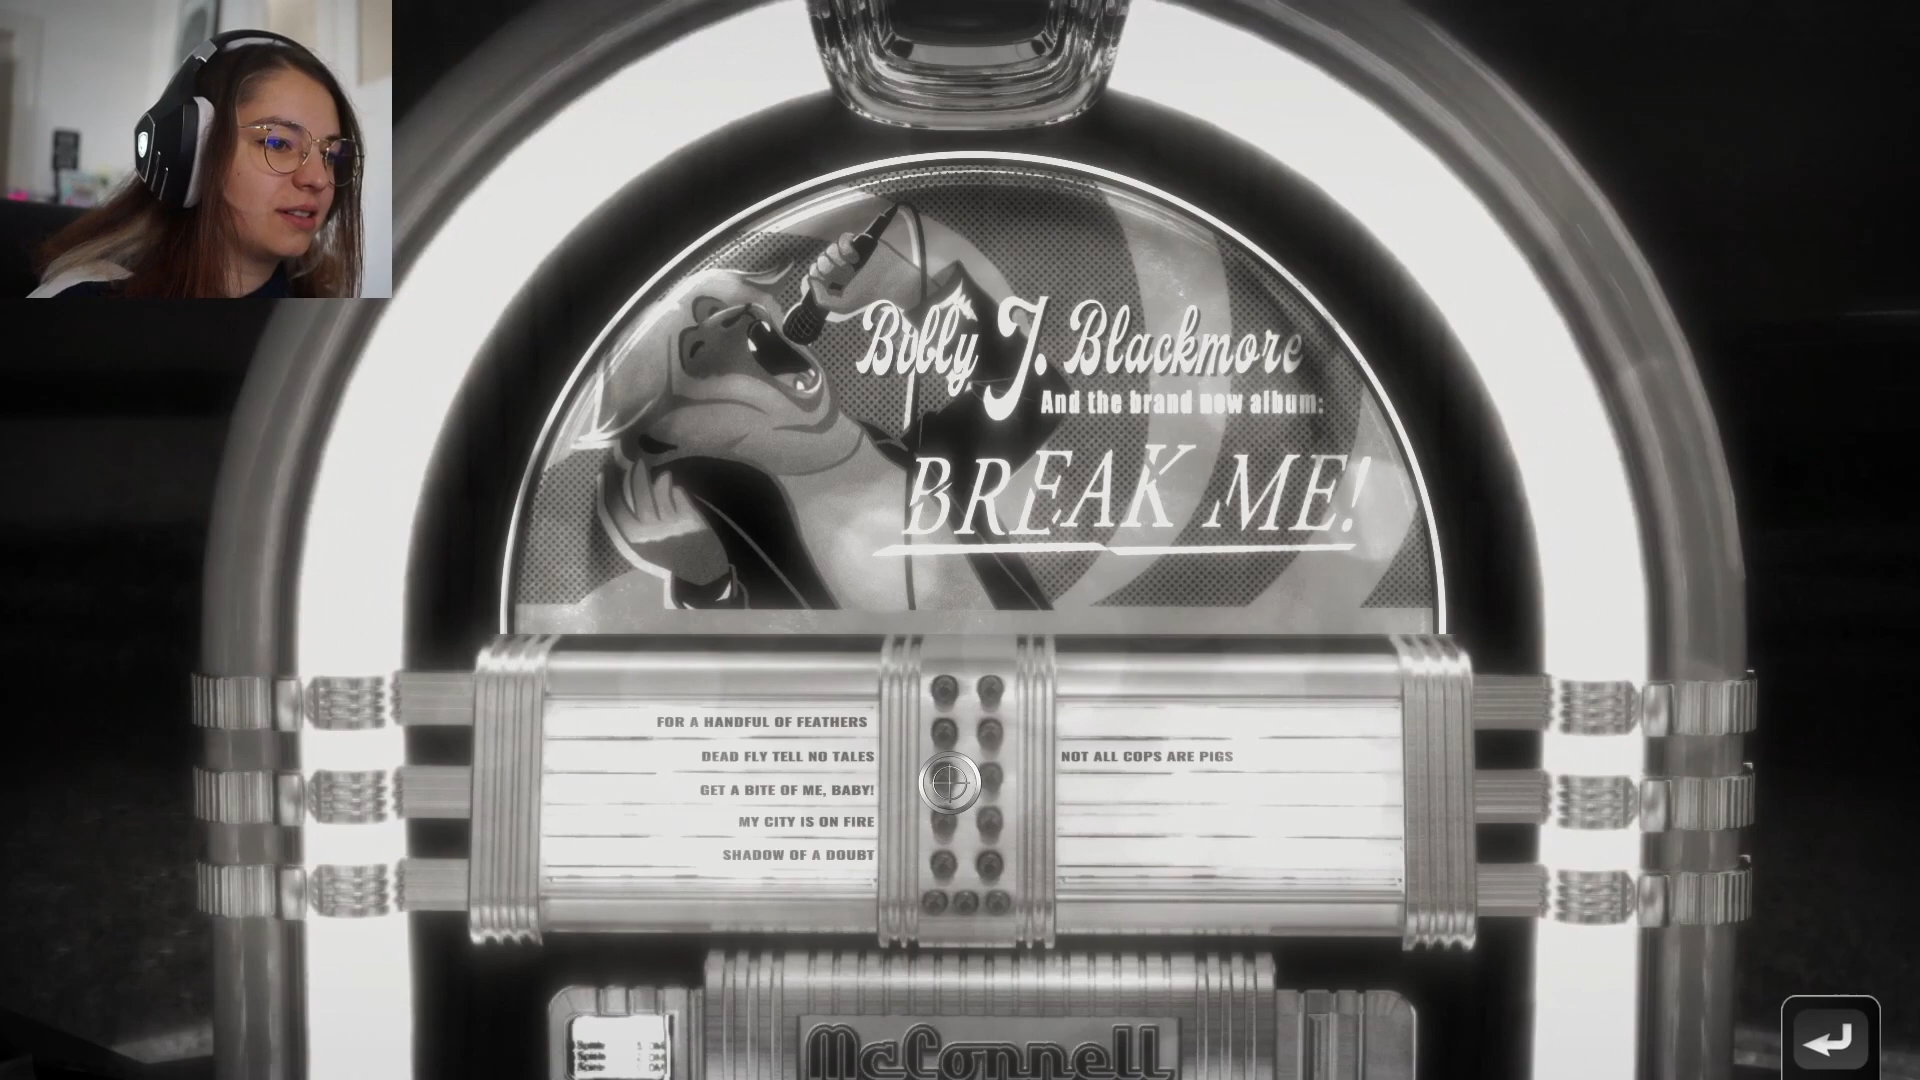 Billy J. Blackmore
And the brand new album:
BREAK ME!
FOR A HANDFUL OF FEATHERS
DEAD FLY TELL NO TALES
NOT ALL COPS ARE PIGS
GET A BITE OF ME, BABY!
MY CITY IS ON FIRE
SHADOW OF A DOUBT
McConnell